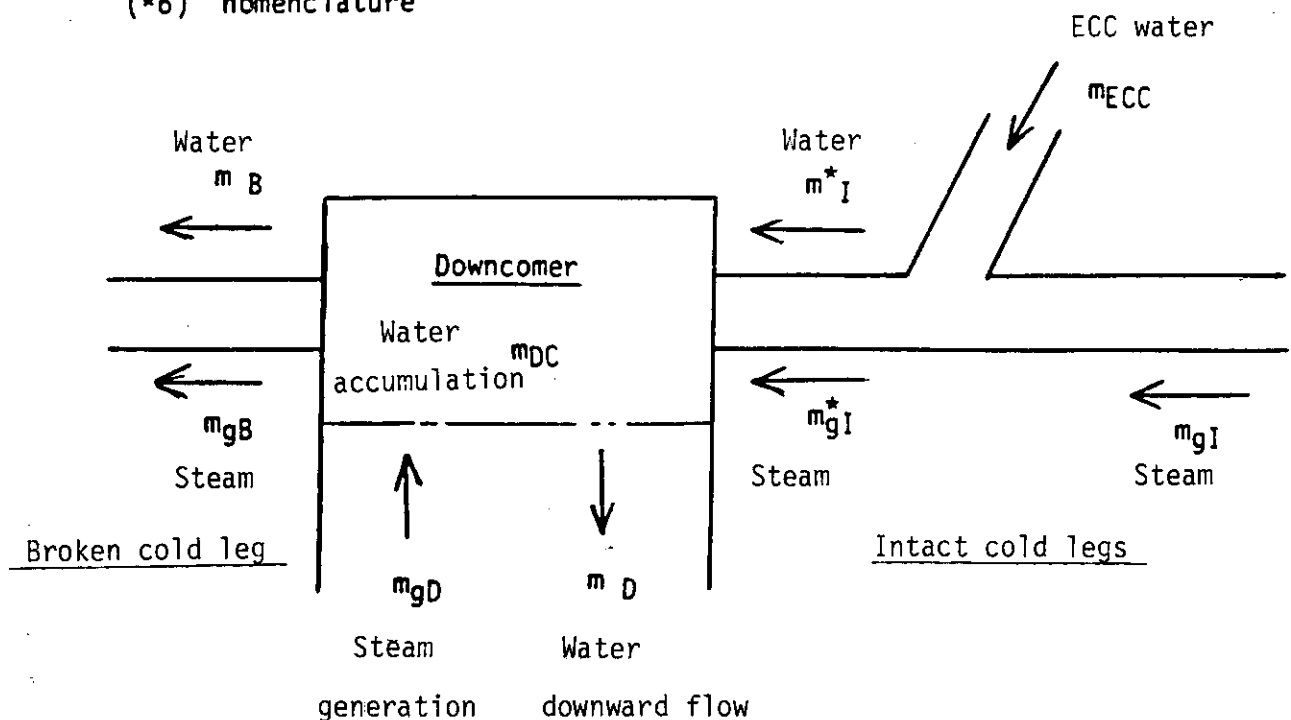 (*6) nomenclature
ECC water
mECC
Water
m B
Water
m*I
Downcomer
Water
accumulation
mDC
mgB
Steam
m*gI
Steam
mgI
Steam
Broken cold leg
Intact cold legs
mgD
m D
Steam
generation
Water
downward flow